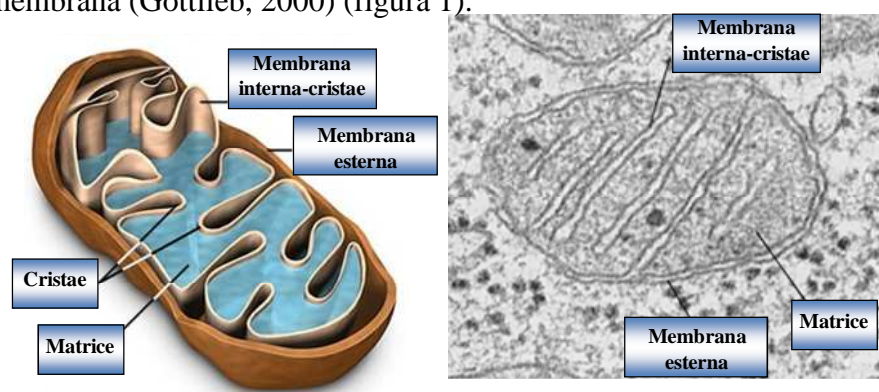 membrana (Gottlieb, 2000) (figura 1).
Membrana
interna-cristae
Membrana
esterna
Cristae
Matrice
Membrana
interna-cristae
Matrice
Membrana
esterna